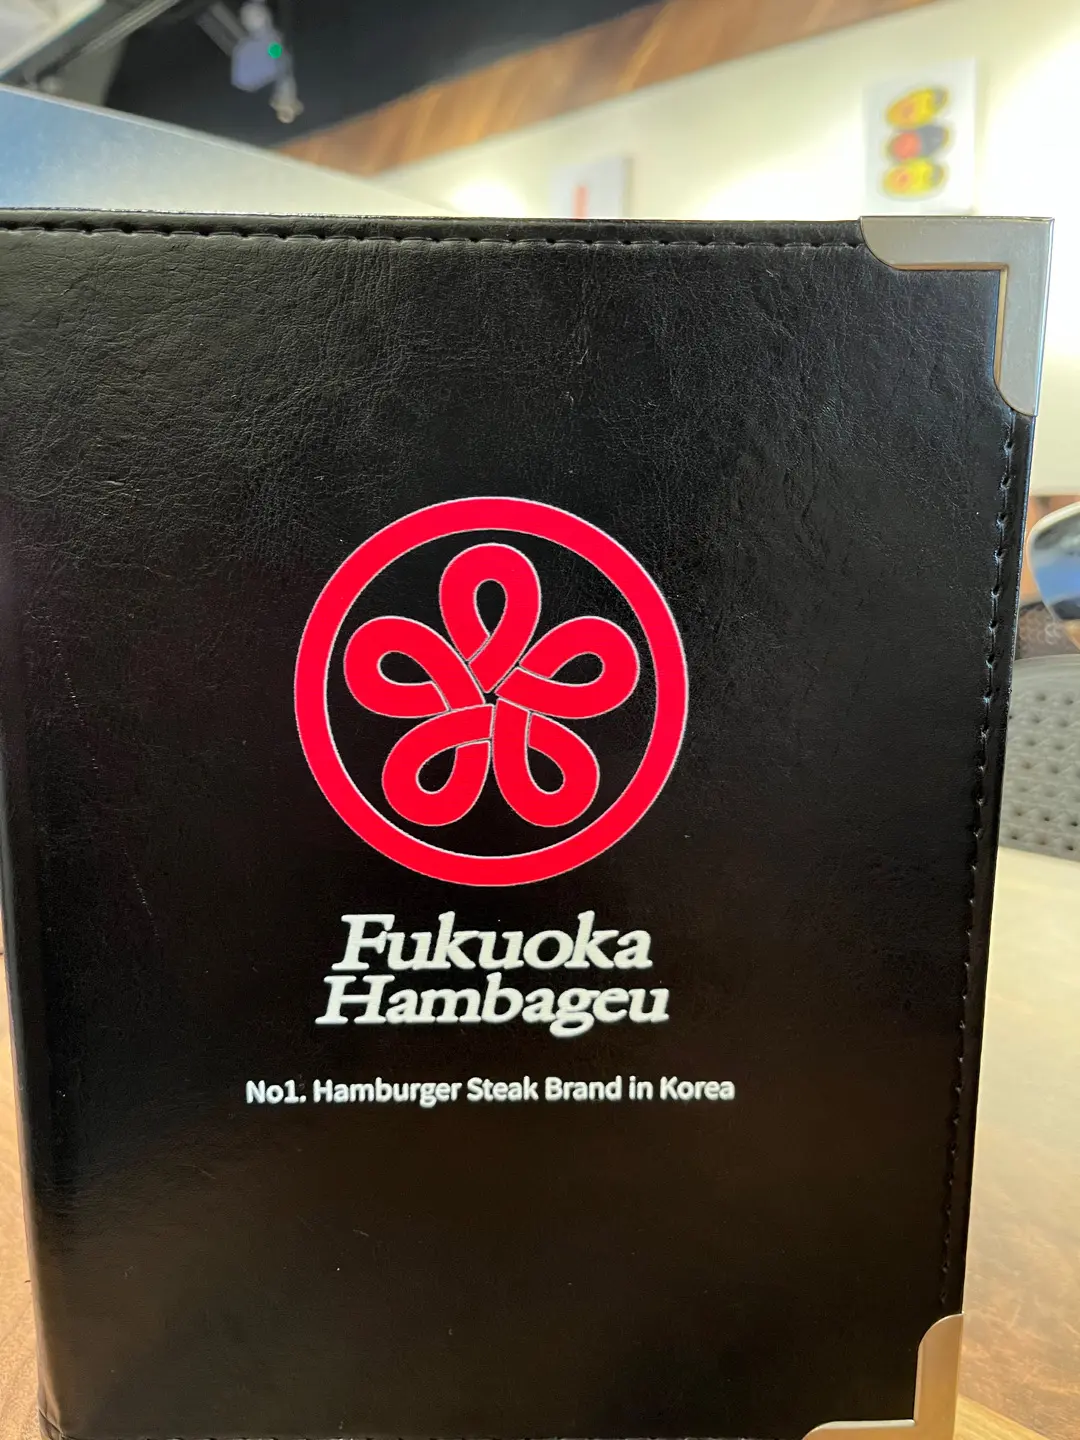 Fukuoka
Hambageu
No1. Hamburger Steak Brand in Korea